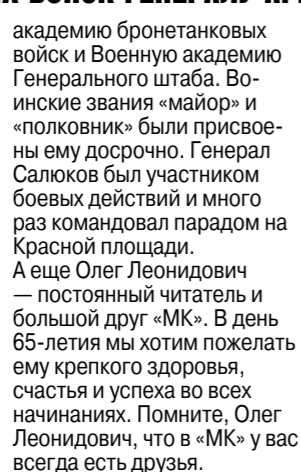 академию бронетанковых
войск и Военную академию
Генерального штаба. Во-
инские звания «майор» и
«полковник» были присвое-
ны ему досрочно. Генерал
Салюков был участником
боевых действий и много
раз командовал парадом на
Красной площади.
А еще Олег Леонидович
— постоянный читатель и
большой друг «МК». В день
65-летия мы хотим пожелать
ему крепкого здоровья,
счастья и успеха во всех
начинаниях. Помните, Олег
Леонидович, что в «МК» у вас
всегда есть друзья.